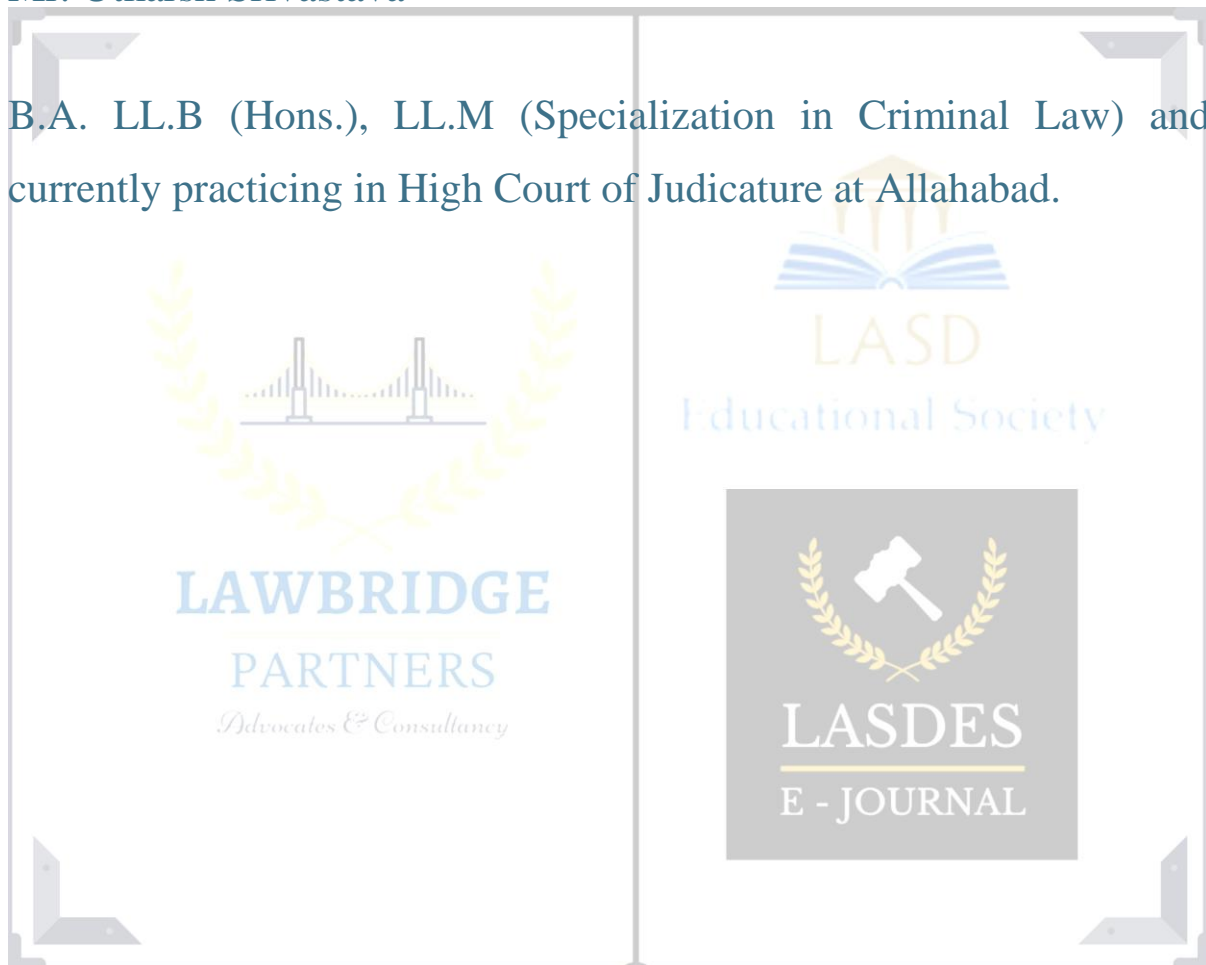 B.A. LL.B (Hons.), LL.M (Specialization in Criminal Law) and
currently practicing in High Court of Judicature at Allahabad.
LASD
Educational Society
LAWBRIDGE
PARTNERS
Advocates & Consultancy
LASDES
E - JOURNAL